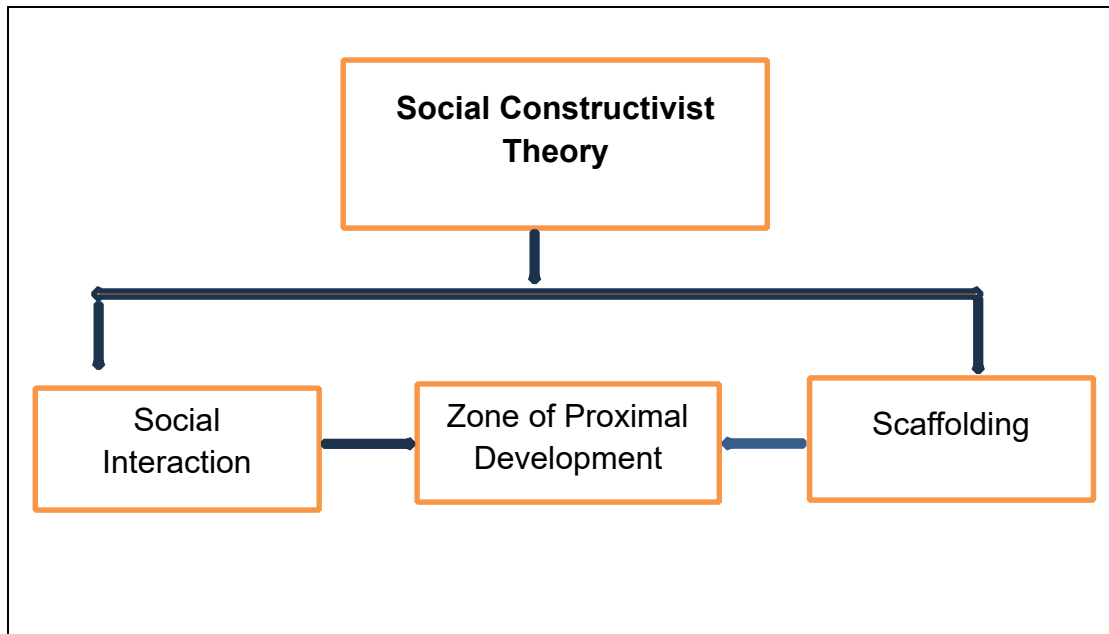 Social Constructivist
Theory
Social
Interaction
Zone of Proximal
Development
Scaffolding